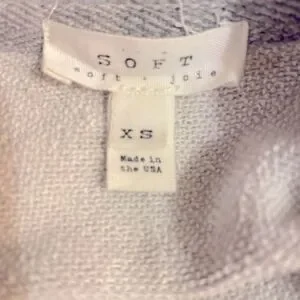 SOFT
soft • joie
XS
Made in
the USA